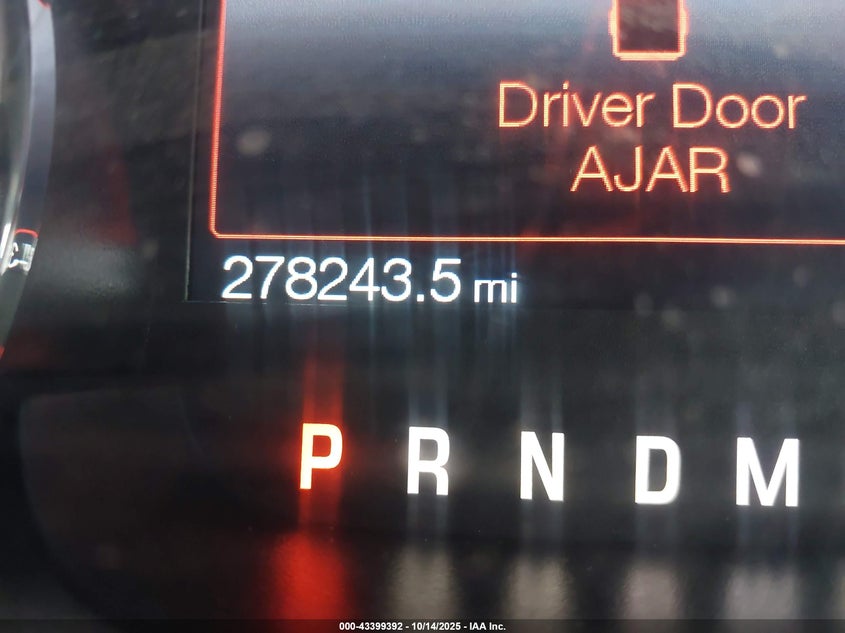 Driver Door
AJAR
278243.5 mi
P R N D M
000-43399392 - 10/14/2025 - IAA Inc.